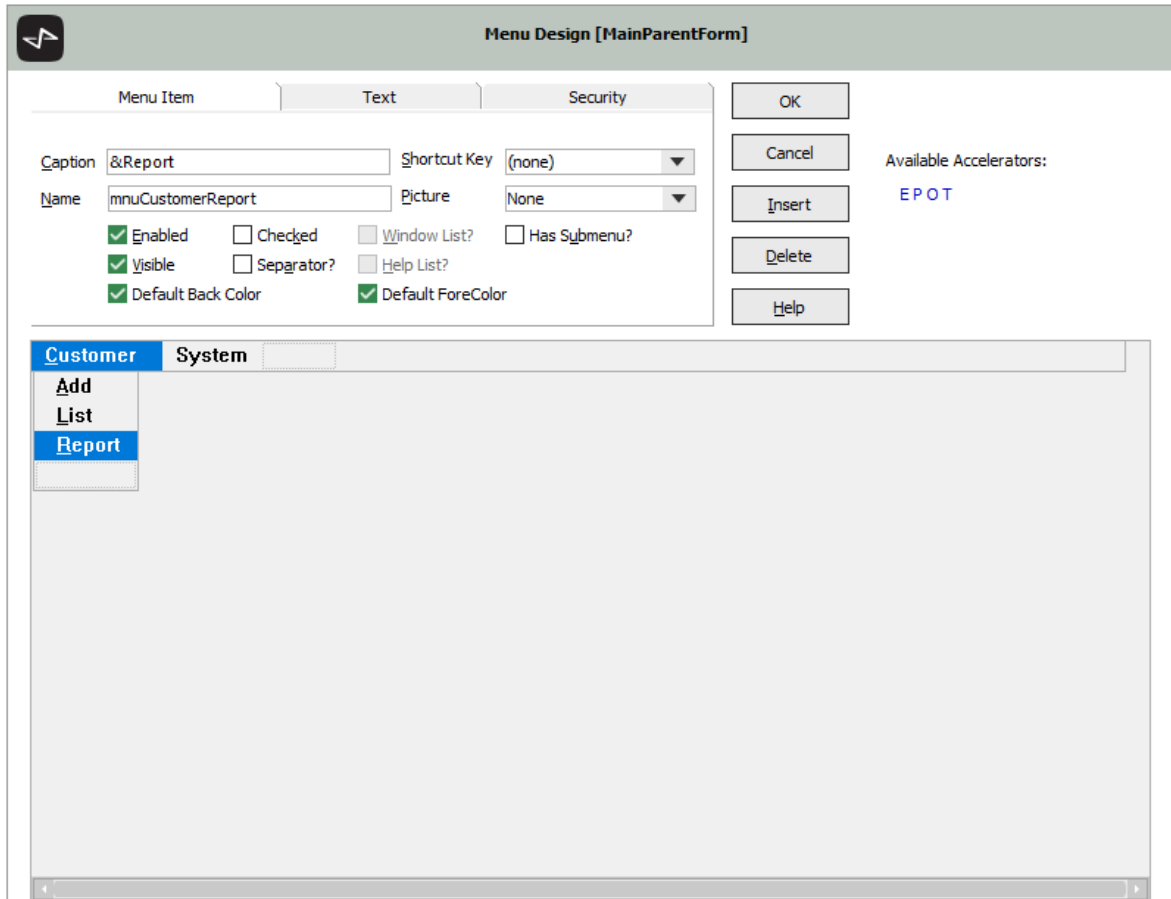 Menu Design [MainParentForm]
Menu Item Text Security
OK
Caption &Report Shortcut Key (none)
Cancel
Available Accelerators:
Name mnuCustomerReport Picture None
Insert
E P O T
Enabled Checked Window List? Has Submenu?
Delete
Visible Separator? Help List?
Default Back Color Default ForeColor
Help
Customer System
Add
List
Report